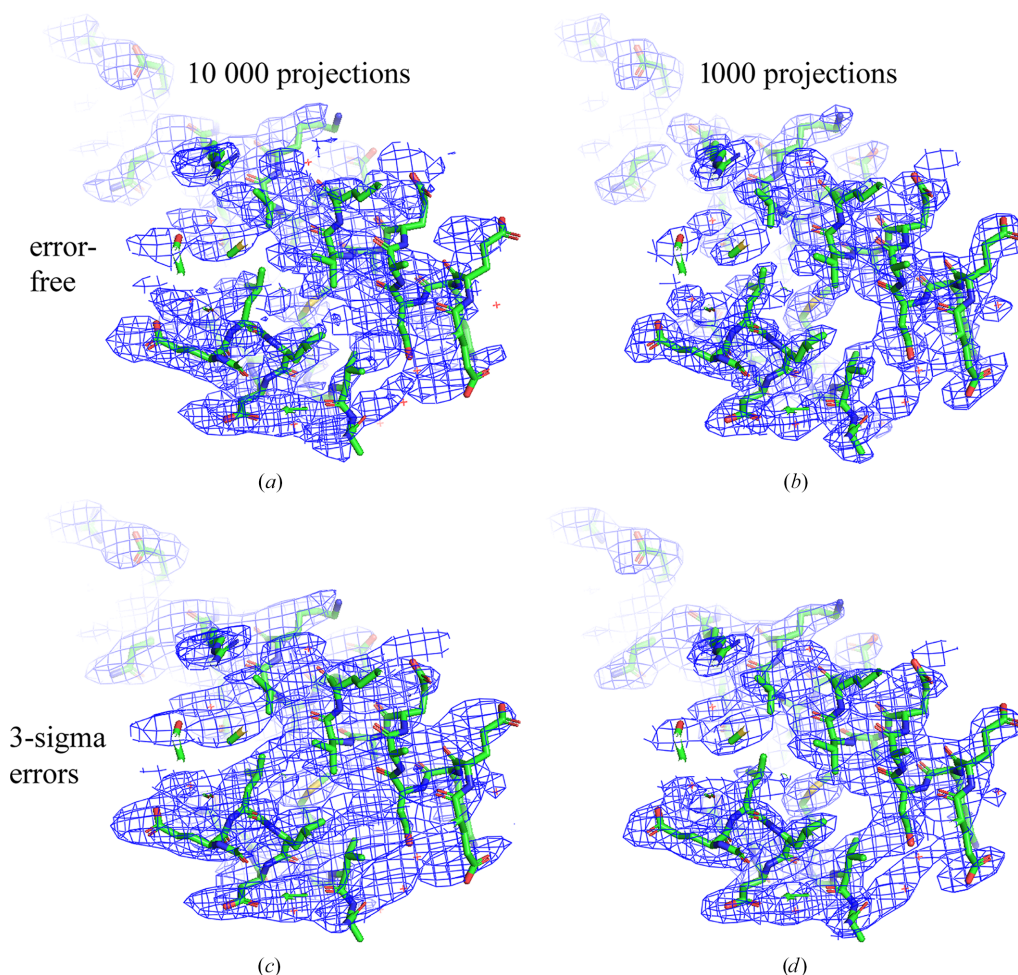 10 000 projections
1000 projections
error-
free
(a)
(b)
3-sigma
errors
(c)
(d)